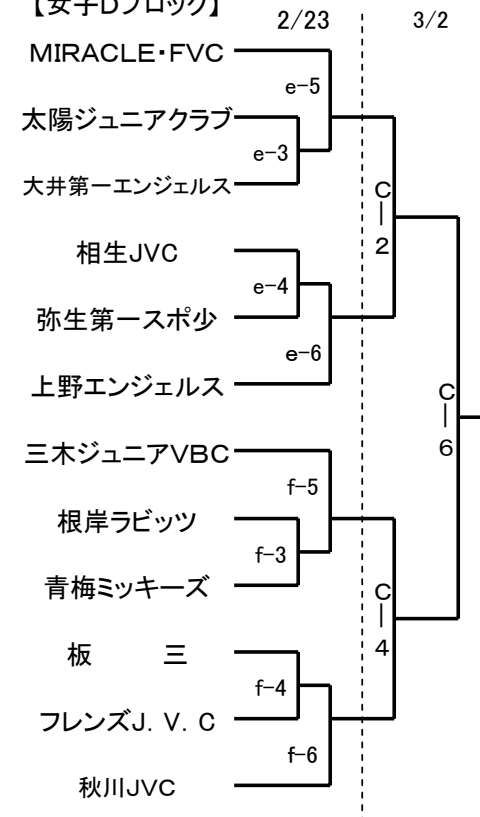 【女子Dブロック】
2/23
3/2
MIRACLE・FVC
e-5
太陽ジュニアクラブ
e-3
大井第一エンジェルス
C|2
相生JVC
e-4
弥生第一スポ少
e-6
上野エンジェルス
C|6
三木ジュニアVBC
f-5
根岸ラビッツ
f-3
青梅ミッキーズ
C|4
板　　三
f-4
フレンズJ. V. C
f-6
秋川JVC